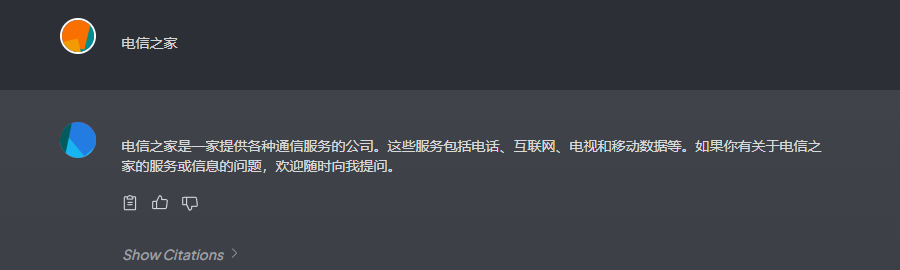 电信之家
电信之家是一家提供各种通信服务的公司。这些服务包括电话、互联网、电视和移动数据等。如果你有关于电信之
家的服务或信息的问题，欢迎随时向我提问。
Show Citations